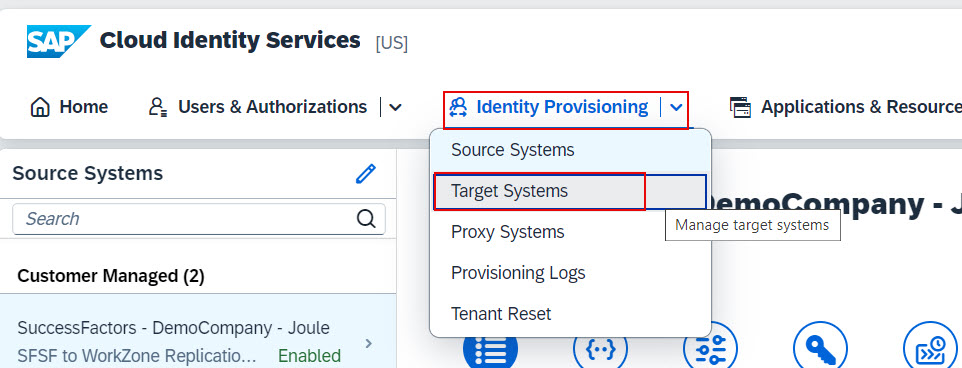 SAP Cloud Identity Services [US]
Home Users & Authorizations Identity Provisioning Applications & Resource
Source Systems
Search
Customer Managed (2)
SuccessFactors - DemoCompany - Joule
SFSF to WorkZone Replicatio... Enabled
Source Systems
Target Systems
Proxy Systems
Provisioning Logs
Tenant Reset
DemoCompany - J
Manage target systems